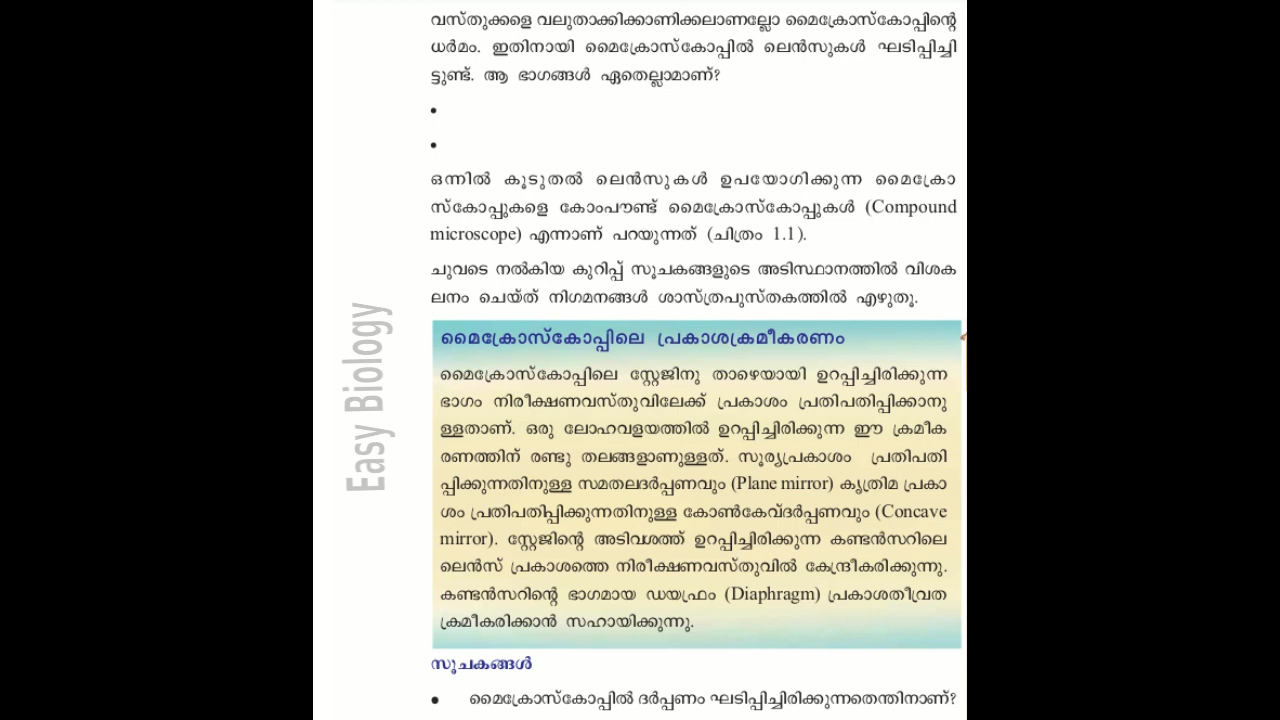 വസ്തുക്കളെ വലുതാക്കിക്കാണിക്കലാണല്ലോ മൈക്രോസ്കോപ്പിന്റെ
ധർമം. ഇതിനായി മൈക്രോസ്കോപ്പിൽ ലെൻസുകൾ ഘടിപ്പിച്ചി
ട്ടുണ്ട്. ആ ഭാഗങ്ങൾ ഏതെല്ലാമാണ്?
•
•
ഒന്നിൽ കൂടുതൽ ലെൻസുകൾ ഉപയോഗിക്കുന്ന മൈക്രോ
സ്കോപ്പുകളെ കോംപൗണ്ട് മൈക്രോസ്കോപ്പുകൾ (Compound
microscope) എന്നാണ് പറയുന്നത് (ചിത്രം 1.1).
ചുവടെ നൽകിയ കുറിപ്പ് സൂചകങ്ങളുടെ അടിസ്ഥാനത്തിൽ വിശക
ലനം ചെയ്ത് നിഗമനങ്ങൾ ശാസ്ത്രപുസ്തകത്തിൽ എഴുതൂ.
മൈക്രോസ്കോപ്പിലെ പ്രകാശക്രമീകരണം
മൈക്രോസ്കോപ്പിലെ സ്റ്റേജിനു താഴെയായി ഉറപ്പിച്ചിരിക്കുന്ന
ഭാഗം നിരീക്ഷണവസ്തുവിലേക്ക് പ്രകാശം പ്രതിപതിപ്പിക്കാനു
ള്ളതാണ്. ഒരു ലോഹവളയത്തിൽ ഉറപ്പിച്ചിരിക്കുന്ന ഈ ക്രമീക
രണത്തിന് രണ്ടു തലങ്ങളാണുള്ളത്. സൂര്യപ്രകാശം പ്രതിപതി
പ്പിക്കുന്നതിനുള്ള സമതലദർപ്പണവും (Plane mirror) കൃത്രിമ പ്രകാ
ശം പ്രതിപതിപ്പിക്കുന്നതിനുള്ള കോൺകേവ്ദർപ്പണവും (Concave
mirror). സ്റ്റേജിന്റെ അടിവശത്ത് ഉറപ്പിച്ചിരിക്കുന്ന കണ്ടൻസറിലെ
ലെൻസ് പ്രകാശത്തെ നിരീക്ഷണവസ്തുവിൽ കേന്ദ്രീകരിക്കുന്നു.
കണ്ടൻസറിന്റെ ഭാഗമായ ഡയഫ്രം (Diaphragm) പ്രകാശതീവ്രത
ക്രമീകരിക്കാൻ സഹായിക്കുന്നു.
സൂചകങ്ങൾ
• മൈക്രോസ്കോപ്പിൽ ദർപ്പണം ഘടിപ്പിച്ചിരിക്കുന്നതെന്തിനാണ്?
Easy Biology